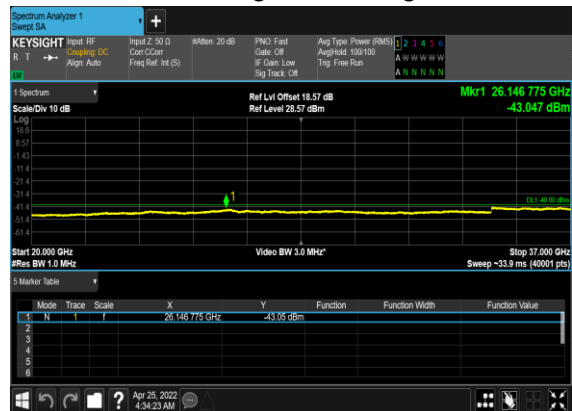 Spectrum Analyzer 1
Swept SA
+
KEYSIGHT Input: RF Input Z: 50 Ω #Atten: 20 dB PNO: Fast Avg Type: Power (RMS) 1 2 3 4 5 6
R T Coupling: DC Corr CCorr Gate: Off Avg|Hold: 100/100 A W W W W W
Align: Auto Freq Ref: Int (S) IF Gain: Low Trig: Free Run
Sig Track: Off A N N N N N
1 Spectrum Ref Lvl Offset 18.57 dB Mkr1 26.146 775 GHz
Scale/Div 10 dB Ref Level 28.57 dBm -43.047 dBm
Log
18.6
8.57
-1.43
-11.4
-21.4
-31.4
1
DL1 -40.00 dBm
-41.4
-51.4
-61.4
Start 20.000 GHz Video BW 3.0 MHz* Stop 37.000 GHz
#Res BW 1.0 MHz Sweep ~33.9 ms (40001 pts)
5 Marker Table
Mode Trace Scale X Y Function Function Width Function Value
1 N 1 f 26.146 775 GHz -43.05 dBm
2
3
4
5
6
? Apr 25, 2022
4:34:23 AM